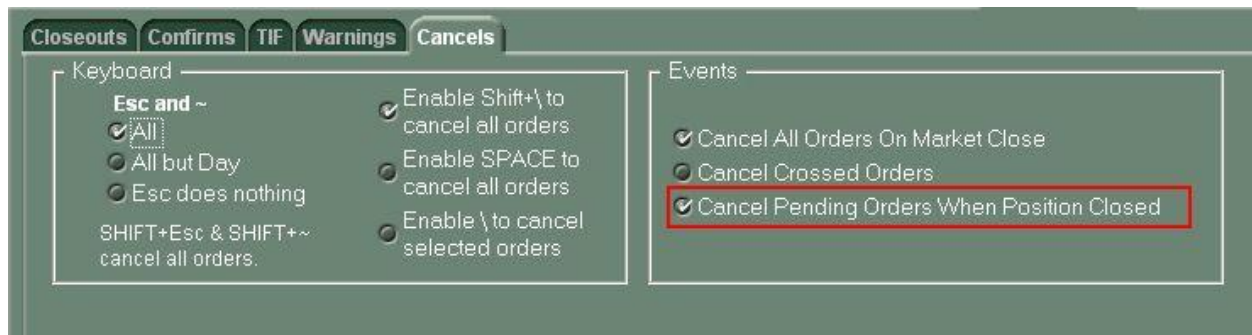 Closeouts Confirms TIF Warnings Cancels
Keyboard
Esc and ~
All
All but Day
Esc does nothing
SHIFT+Esc & SHIFT+~
cancel all orders.
Enable Shift+\ to
cancel all orders
Enable SPACE to
cancel all orders
Enable \ to cancel
selected orders
Events
Cancel All Orders On Market Close
Cancel Crossed Orders
Cancel Pending Orders When Position Closed